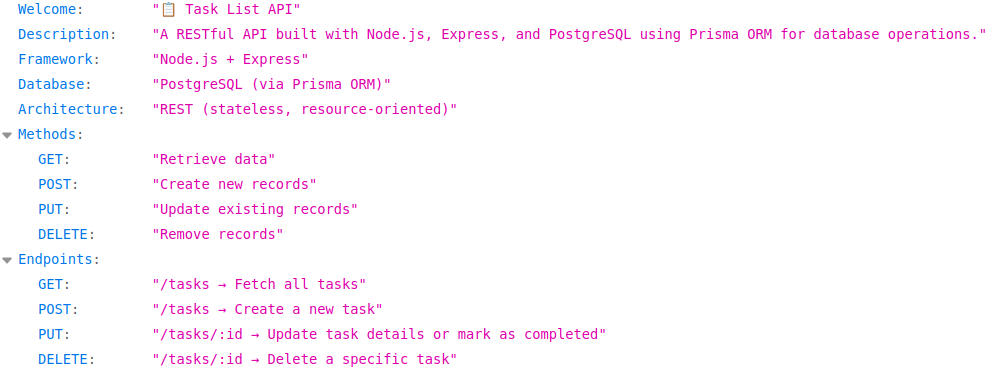 Welcome: "📋 Task List API"
Description: "A RESTful API built with Node.js, Express, and PostgreSQL using Prisma ORM for database operations."
Framework: "Node.js + Express"
Database: "PostgreSQL (via Prisma ORM)"
Architecture: "REST (stateless, resource-oriented)"
Methods:
GET: "Retrieve data"
POST: "Create new records"
PUT: "Update existing records"
DELETE: "Remove records"
Endpoints:
GET: "/tasks → Fetch all tasks"
POST: "/tasks → Create a new task"
PUT: "/tasks/:id → Update task details or mark as completed"
DELETE: "/tasks/:id → Delete a specific task"